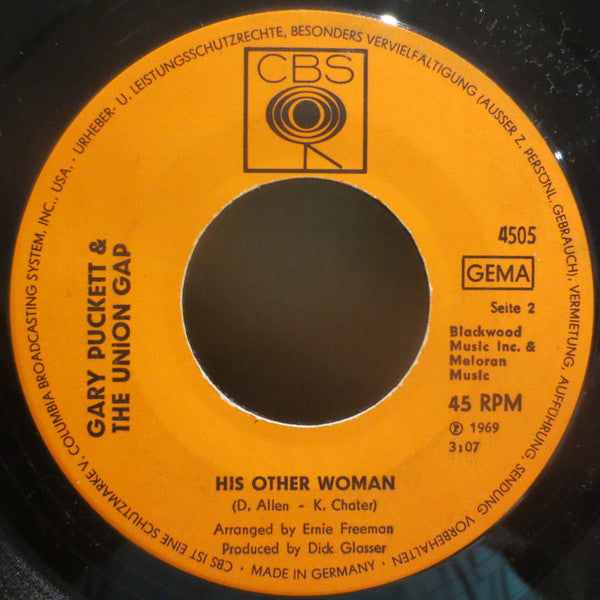 CBS
URHEBER- U. LEISTUNGSSCHUTZRECHTE, BESONDERS VERVIELFÄLTIGUNG (AUSSER Z. PERSÖNL. GEBRAUCH), VERMIETUNG, AUFFÜHRUNG, SENDUNG VORBEHALTEN
GARY PUCKETT &
THE UNION GAP
4505
GEMA
Seite 2
Blackwood
Music Inc. &
Meloran
Music
45 RPM
℗ 1969
3:07
HIS OTHER WOMAN
(D. Allen - K. Chater)
Arranged by Ernie Freeman
Produced by Dick Glasser
CBS IST EINE SCHUTZMARKE V. COLUMBIA BROADCASTING SYSTEM, INC., USA. ·
· MADE IN GERMANY ·